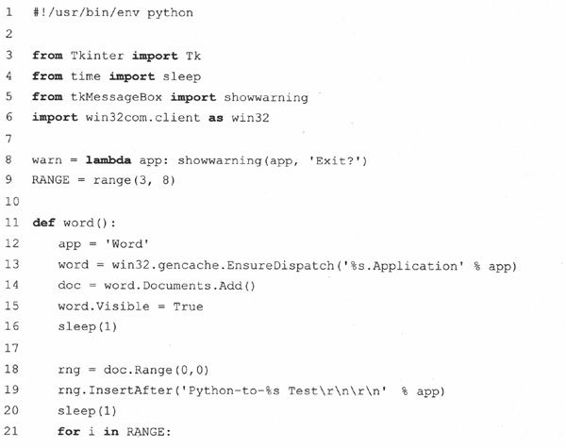 1 #!/usr/bin/env python
2
3 from Tkinter import Tk
4 from time import sleep
5 from tkMessageBox import showwarning
6 import win32com.client as win32
7
8 warn = lambda app: showwarning(app, 'Exit?')
9 RANGE = range(3, 8)
10
11 def word():
12     app = 'Word'
13     word = win32.gencache.EnsureDispatch('%s.Application' % app)
14     doc = word.Documents.Add()
15     word.Visible = True
16     sleep(1)
17
18     rng = doc.Range(0,0)
19     rng.InsertAfter('Python-to-%s Test\r\n\r\n' % app)
20     sleep(1)
21     for i in RANGE: